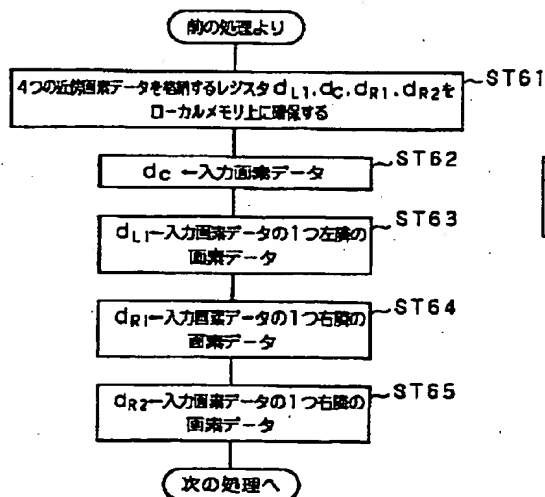 前の処理より
4つの近傍画素データを格納するレジスタdL1,dC,dR1,dR2を
ローカルメモリ上に確保する
ST61
dC←入力画素データ
ST62
dL1←入力画素データの1つ左隣の
画素データ
ST63
dR1←入力画素データの1つ右隣の
画素データ
ST64
dR2←入力画素データの1つ右隣の
画素データ
ST65
次の処理へ